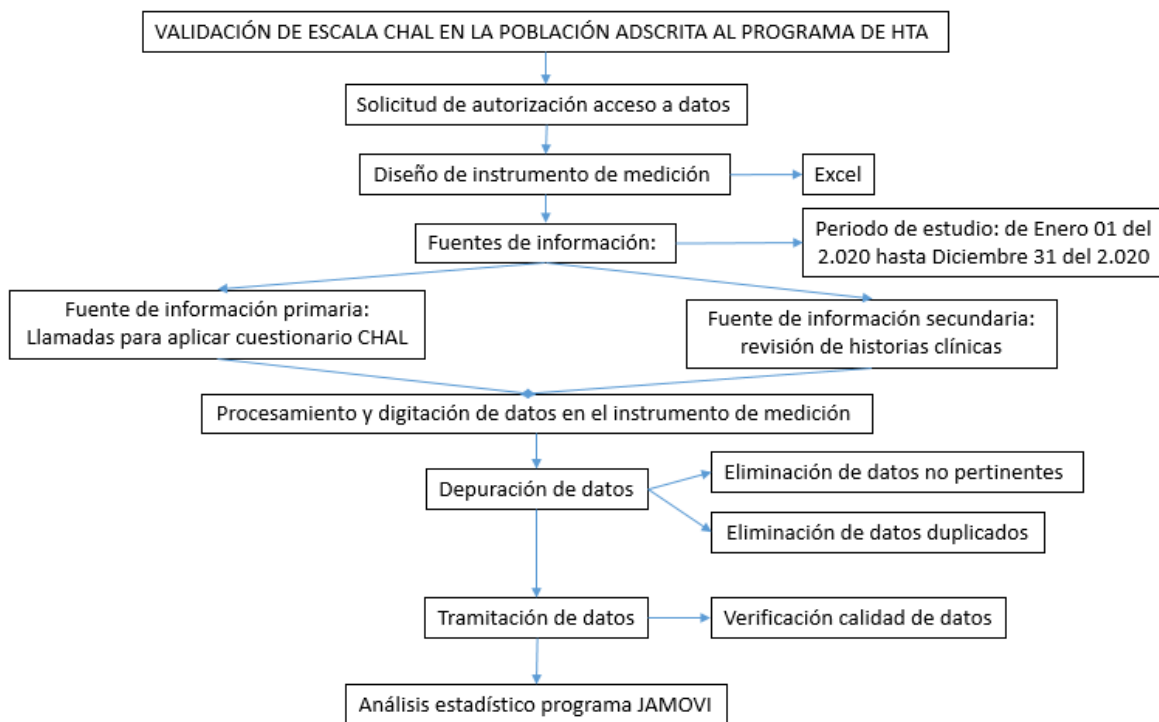 VALIDACIÓN DE ESCALA CHAL EN LA POBLACIÓN ADSCRITA AL PROGRAMA DE HTA
Solicitud de autorización acceso a datos
Diseño de instrumento de medición
Excel
Fuentes de información:
Periodo de estudio: de Enero 01 del
2.020 hasta Diciembre 31 del 2.020
Fuente de información primaria:
Llamadas para aplicar cuestionario CHAL
Fuente de información secundaria:
revisión de historias clínicas
Procesamiento y digitación de datos en el instrumento de medición
Depuración de datos
Eliminación de datos no pertinentes
Eliminación de datos duplicados
Tramitación de datos
Verificación calidad de datos
Análisis estadístico programa JAMOVI